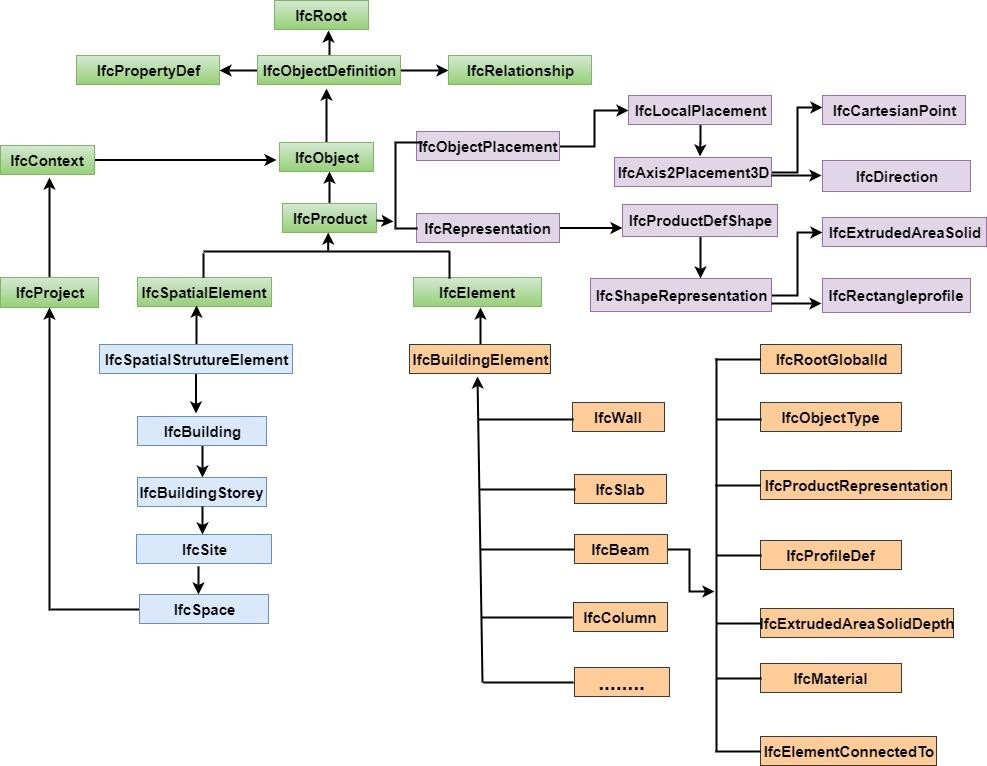 IfcRoot
IfcPropertyDef
IfcObjectDefinition
IfcRelationship
IfcContext
IfcObject
IfcProduct
IfcObjectPlacement
IfcLocalPlacement
IfcCartesianPoint
IfcAxis2Placement3D
IfcDirection
IfcRepresentation
IfcProductDefShape
IfcExtrudedAreaSolid
IfcShapeRepresentation
IfcRectangleprofile
IfcProject
IfcSpatialElement
IfcElement
IfcSpatialStrutureElement
IfcBuilding
IfcBuildingStorey
IfcSite
IfcSpace
IfcBuildingElement
IfcWall
IfcSlab
IfcBeam
IfcColumn
........
IfcRootGlobalId
IfcObjectType
IfcProductRepresentation
IfcProfileDef
IfcExtrudedAreaSolidDepth
IfcMaterial
IfcElementConnectedTo